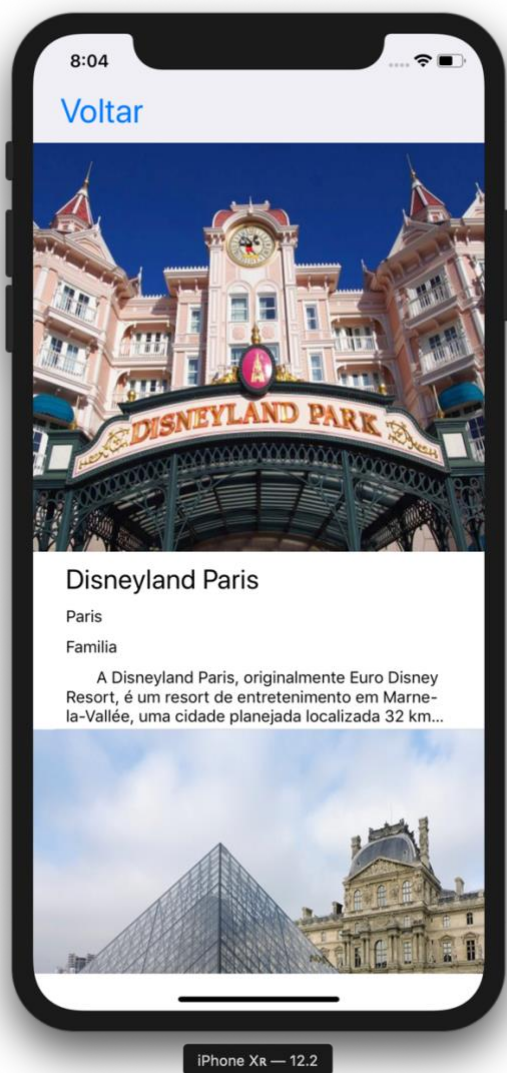 8:04
Voltar
DISNEYLAND PARK
Disneyland Paris
Paris
Familia
A Disneyland Paris, originalmente Euro Disney
Resort, é um resort de entretenimento em Marne-
la-Vallée, uma cidade planejada localizada 32 km...
iPhone Xʀ — 12.2